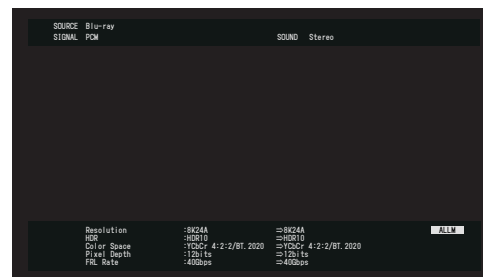 SOURCE Blu-ray
SIGNAL PCM SOUND Stereo
Resolution :8K24A ⇒8K24A ALLM
HDR :HDR10 ⇒HDR10
Color Space :YCbCr 4:2:2/BT.2020 ⇒YCbCr 4:2:2/BT.2020
Pixel Depth :12bits ⇒12bits
FRL Rate :40Gbps ⇒40Gbps